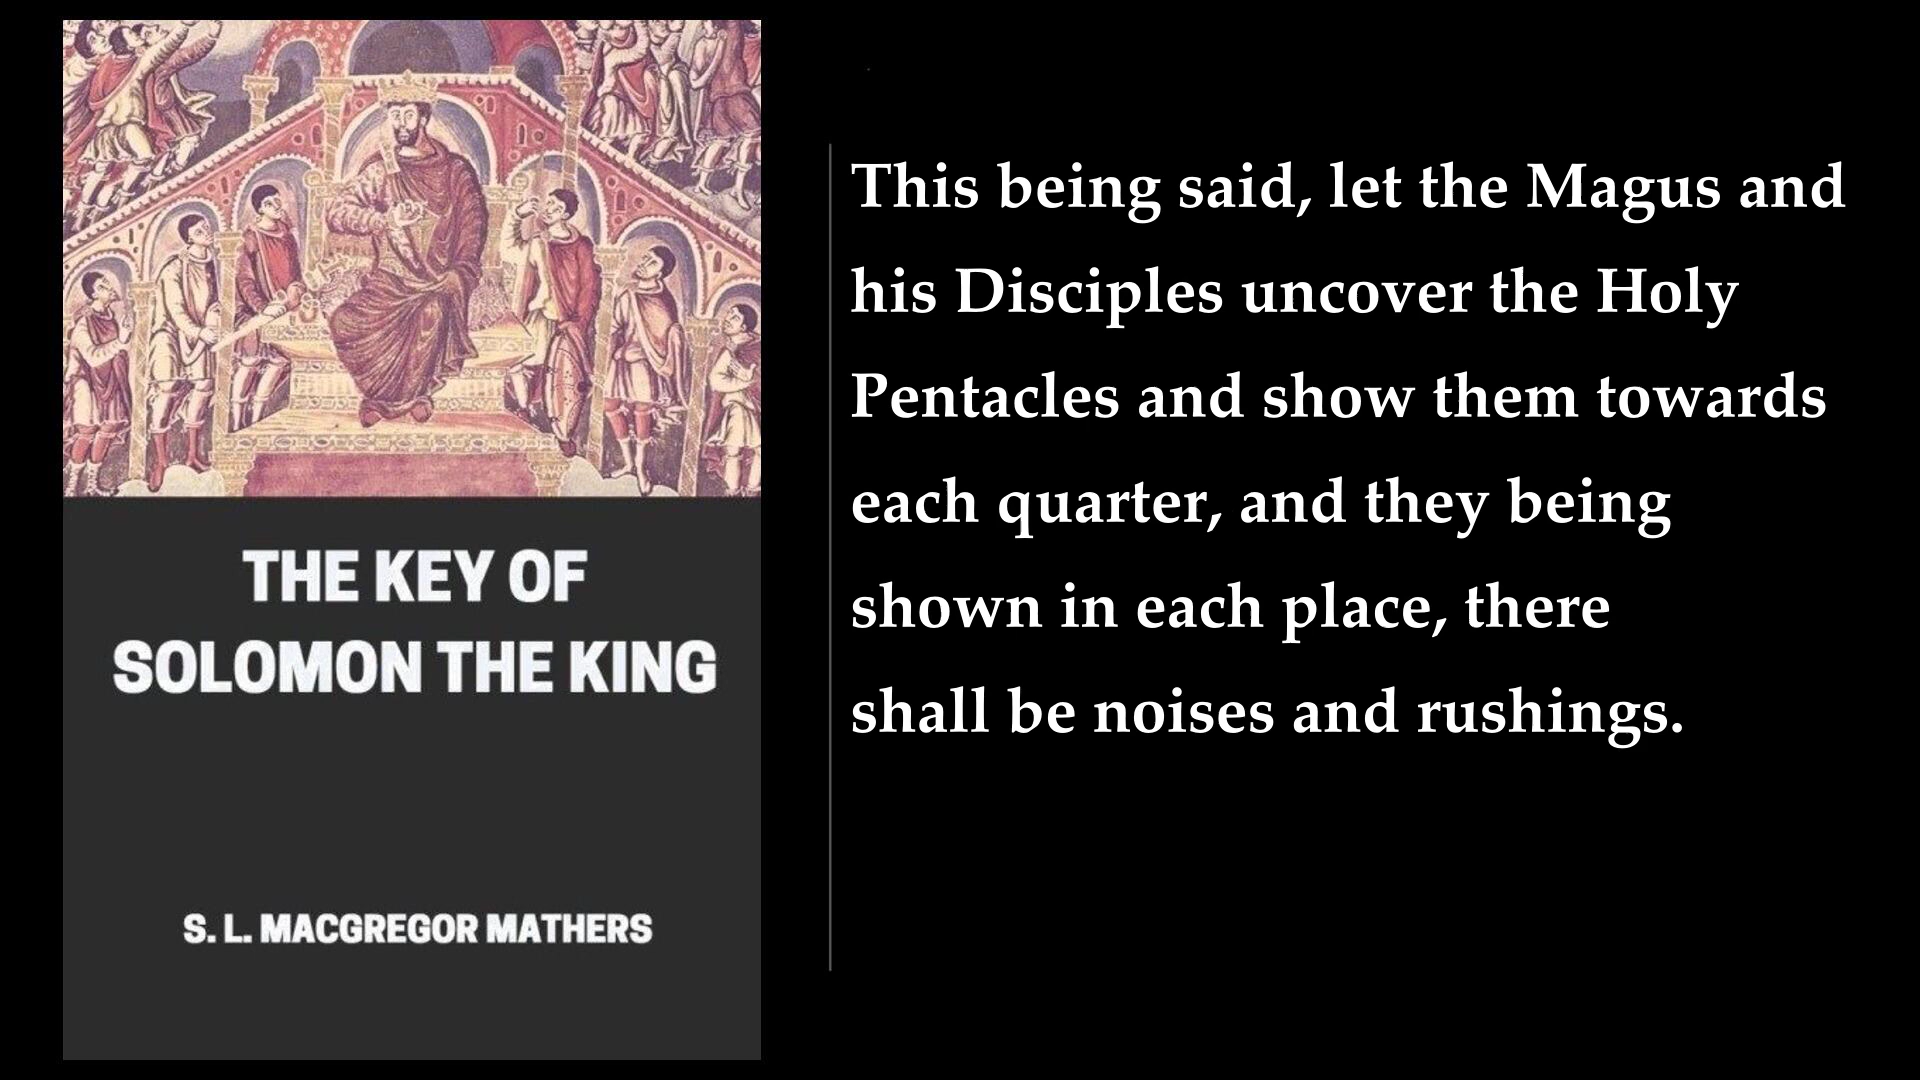 THE KEY OF
SOLOMON THE KING
S. L. MACGREGOR MATHERS
This being said, let the Magus and
his Disciples uncover the Holy
Pentacles and show them towards
each quarter, and they being
shown in each place, there
shall be noises and rushings.